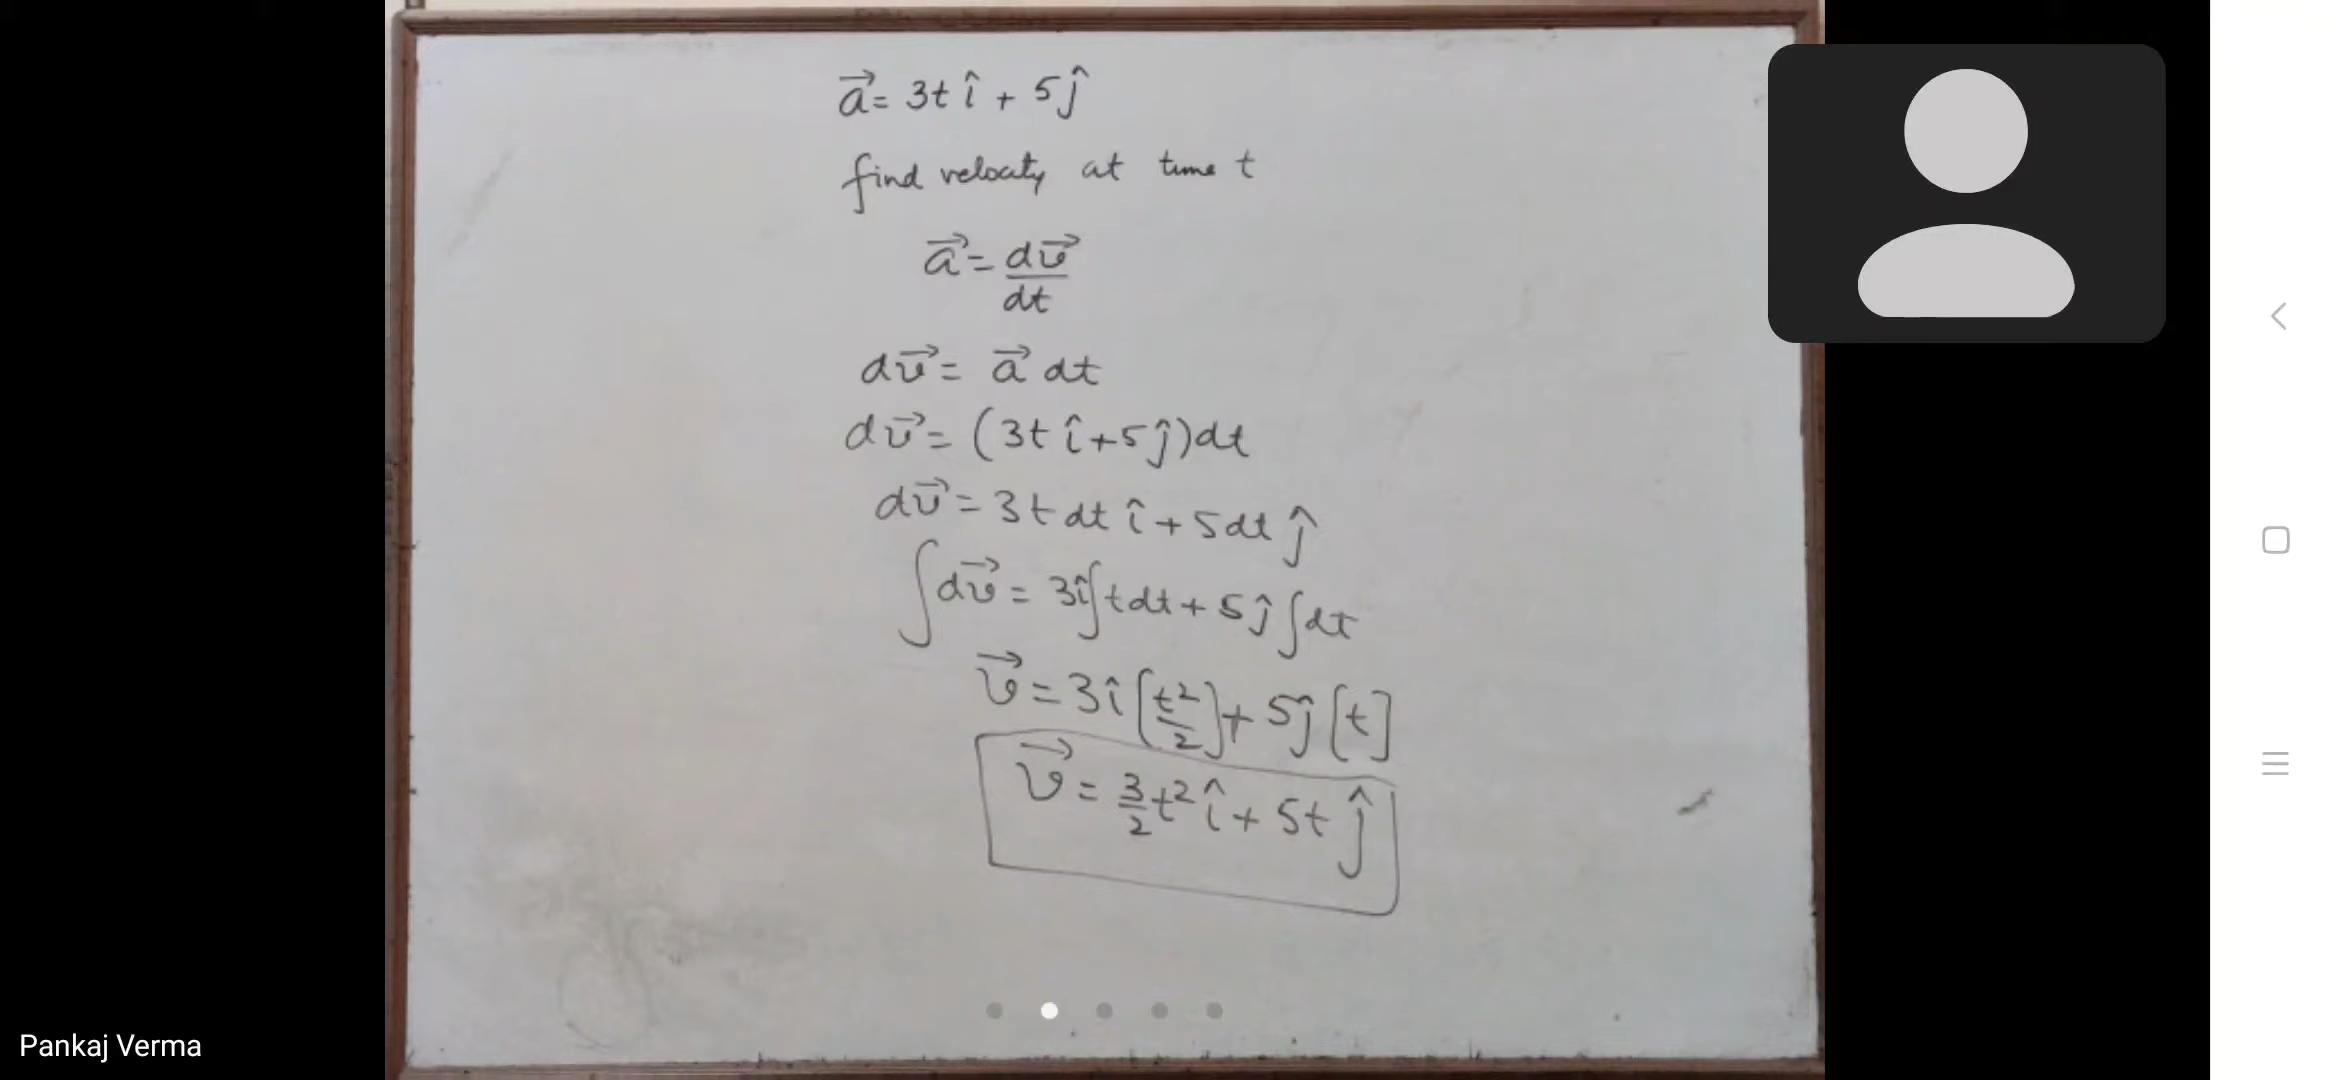 a⃗ = 3t î + 5ĵ
find velocity at time t
a⃗ = dv⃗/dt
dv⃗ = a⃗ dt
dv⃗ = (3t î+5ĵ)dt
dv⃗ = 3t dt î + 5dt ĵ
∫dv⃗ = 3î∫tdt + 5ĵ ∫dt
v⃗ = 3î [t²/2] + 5ĵ [t]
v⃗ = 3/2 t² î + 5t ĵ
Pankaj Verma